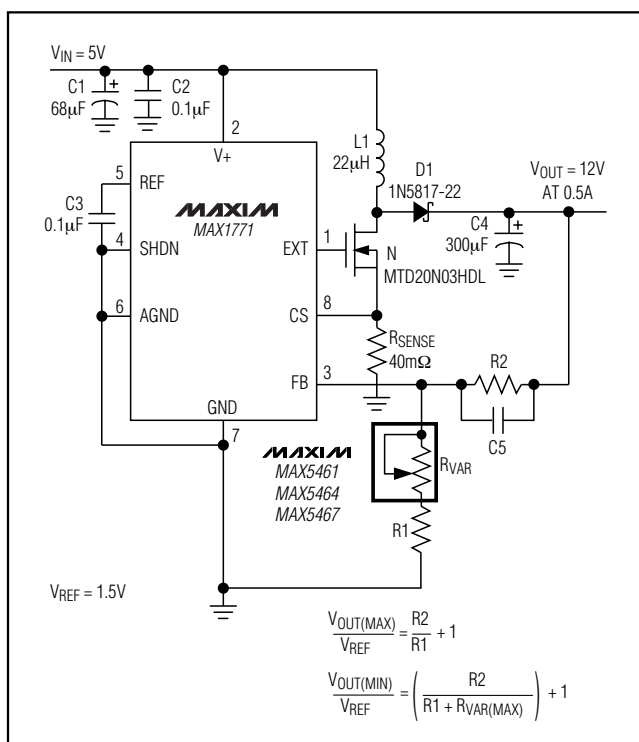 V_IN = 5V
C1
68μF
+
C2
0.1μF
2
V+
L1
22μH
D1
1N5817-22
V_OUT = 12V
AT 0.5A
5
REF
C3
0.1μF
MAXIM
MAX1771
4
SHDN
EXT
1
N
MTD20N03HDL
+
C4
300μF
6
AGND
CS
8
R_SENSE
40mΩ
FB
3
R2
C5
GND
7
MAXIM
MAX5461
MAX5464
MAX5467
R_VAR
R1
V_REF = 1.5V
V_OUT(MAX) / V_REF = R2 / R1 + 1
V_OUT(MIN) / V_REF = ( R2 / R1 + R_VAR(MAX) ) + 1